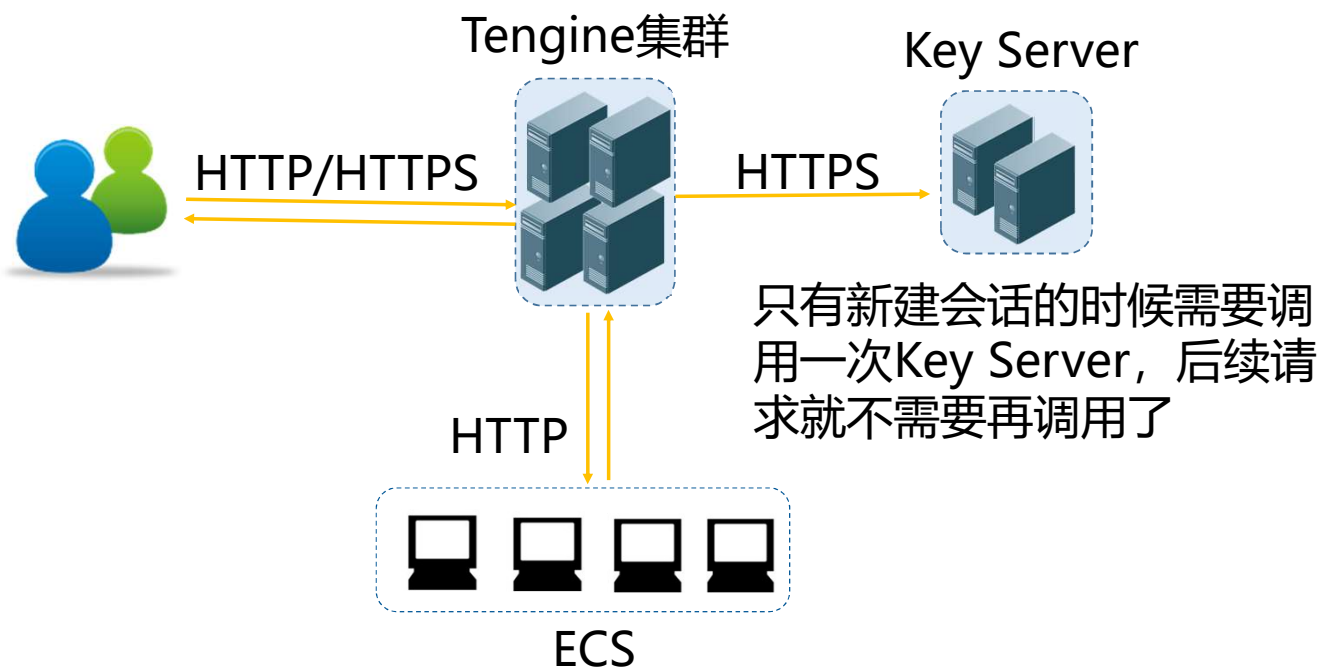 Tengine集群
Key Server
HTTP/HTTPS
HTTPS
只有新建会话的时候需要调
用一次Key Server，后续请
求就不需要再调用了
HTTP
ECS